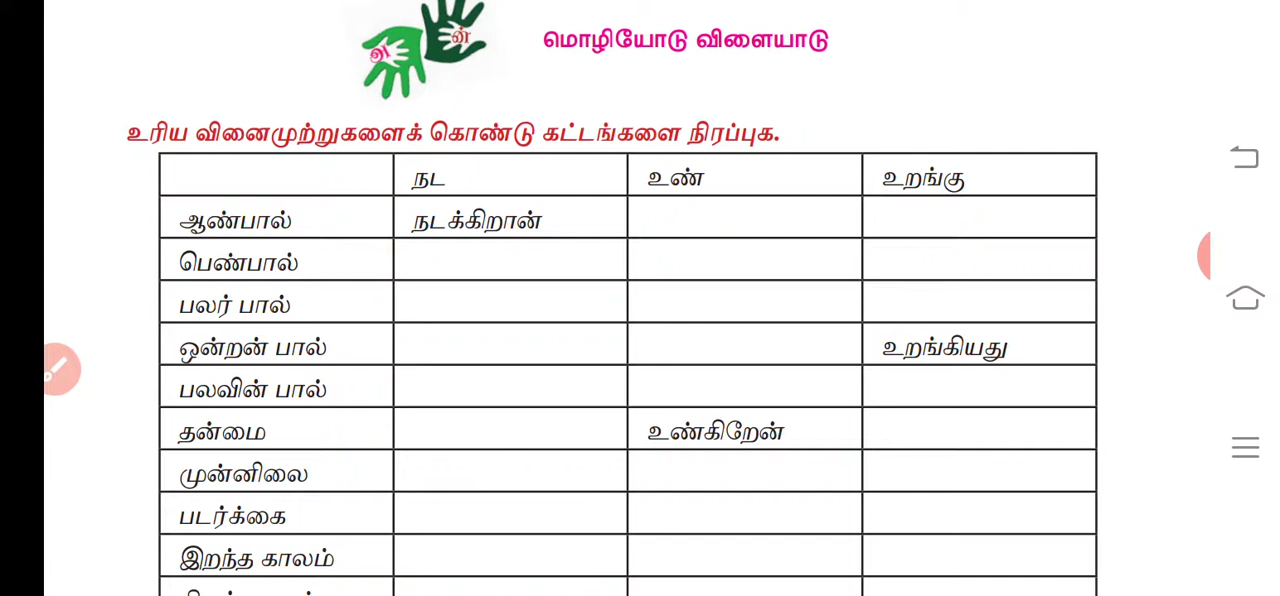 வ ன்
மொழியோடு விளையாடு
உரிய வினைமுற்றுகளைக் கொண்டு கட்டங்களை நிரப்புக.
நட உண் உறங்கு
ஆண்பால் நடக்கிறான்
பெண்பால்
பலர் பால்
ஒன்றன் பால் உறங்கியது
பலவின் பால்
தன்மை உண்கிறேன்
முன்னிலை
படர்க்கை
இறந்த காலம்